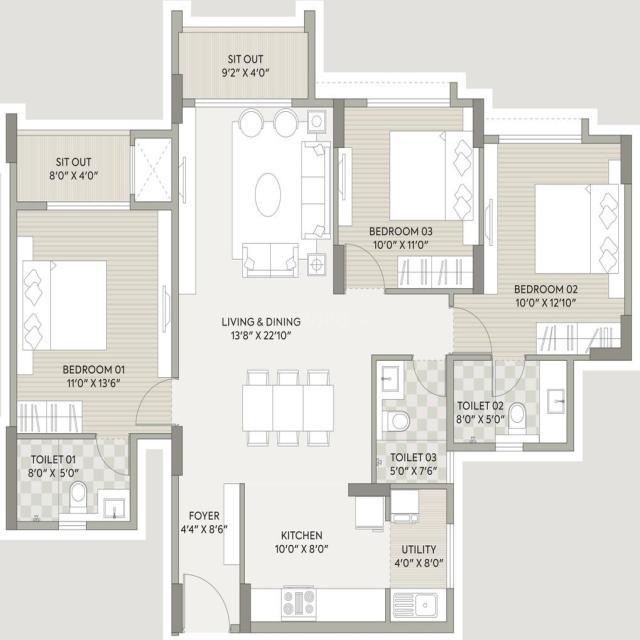 SIT OUT
9'2" X 4'0"
SIT OUT
8'0" X 4'0"
BEDROOM 03
10'0" X 11'0"
BEDROOM 02
10'0" X 12'10"
LIVING & DINING
13'8" X 22'10"
BEDROOM 01
11'0" X 13'6"
TOILET 02
8'0" X 5'0"
TOILET 01
8'0" X 5'0"
TOILET 03
5'0" X 7'6"
FOYER
4'4" X 8'6"
KITCHEN
10'0" X 8'0"
UTILITY
4'0" X 8'0"